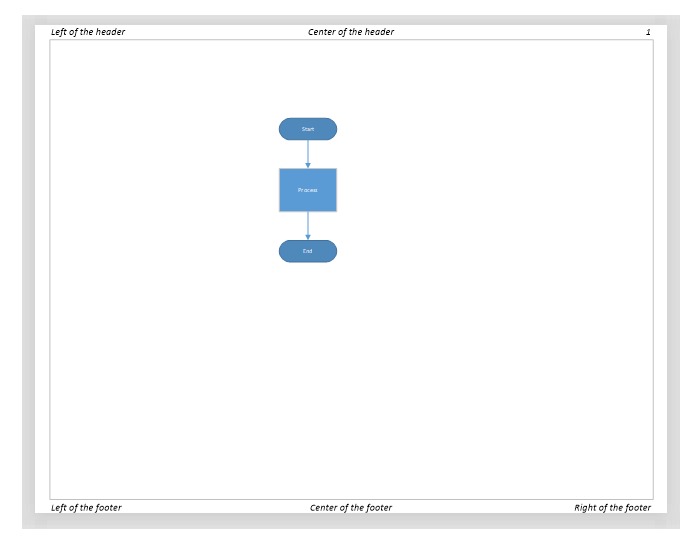 Left of the header
Center of the header
1
Start
Process
End
Left of the footer
Center of the footer
Right of the footer